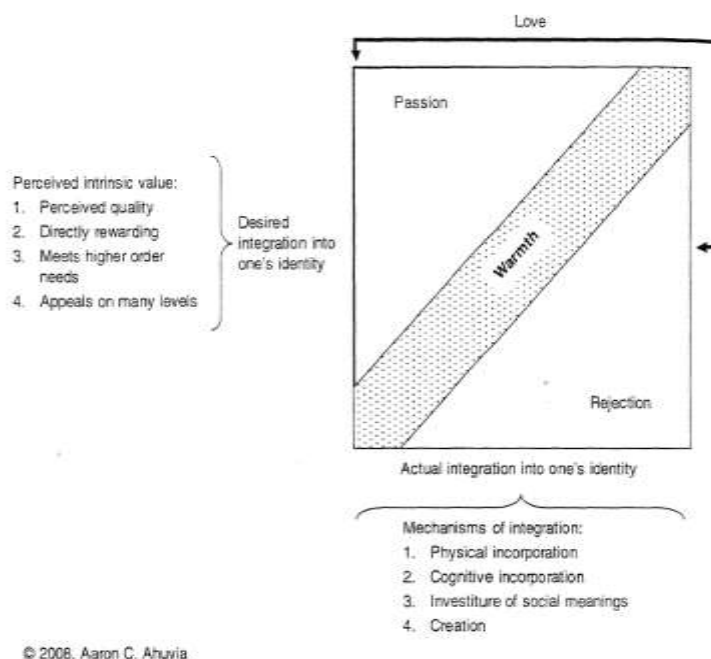 Love
Passion
Perceived intrinsic value:
1. Perceived quality
2. Directly rewarding
3. Meets higher order
needs
4. Appeals on many levels
Desired
integration into
one's identity
Warmth
Rejection
Actual integration into one's identity
Mechanisms of integration:
1. Physical incorporation
2. Cognitive incorporation
3. Investiture of social meanings
4. Creation
© 2008, Aaron C. Ahuvia